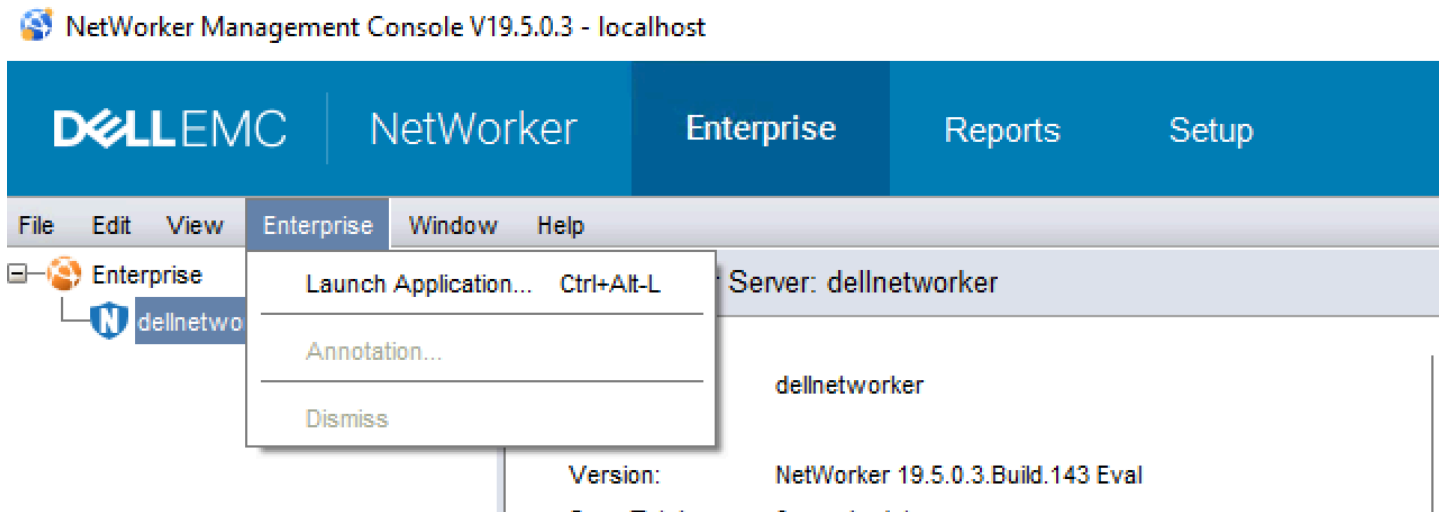 NetWorker Management Console V19.5.0.3 - localhost
DELLEMC NetWorker Enterprise Reports Setup
File Edit View Enterprise Window Help
Enterprise
Launch Application... Ctrl+Alt-L
Server: dellnetworker
dellnetwo
Annotation...
dellnetworker
Dismiss
Version: NetWorker 19.5.0.3.Build.143 Eval